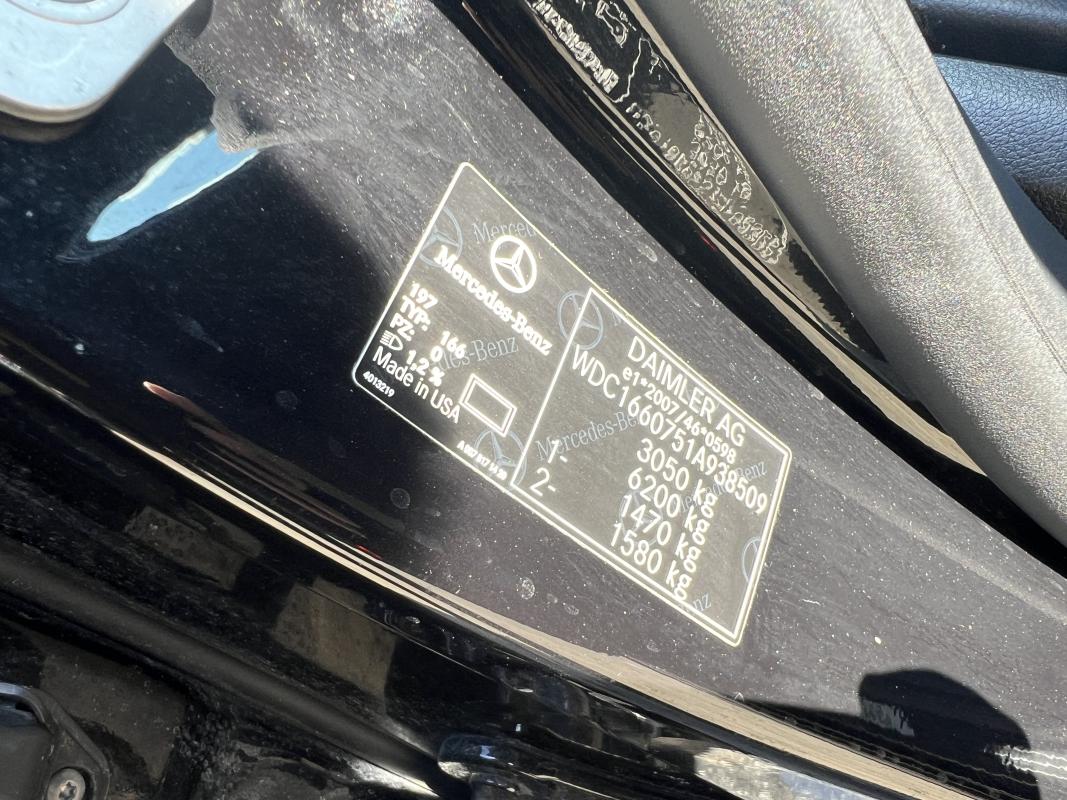 Mercedes-Benz
197
TYP: 166
PZ: 0
1,2 %
Made in USA
4013219
DAIMLER AG
e1*2007/46*0598
WDC1660751A938509
3050 kg
6200 kg
1- 1470 kg
2- 1580 kg